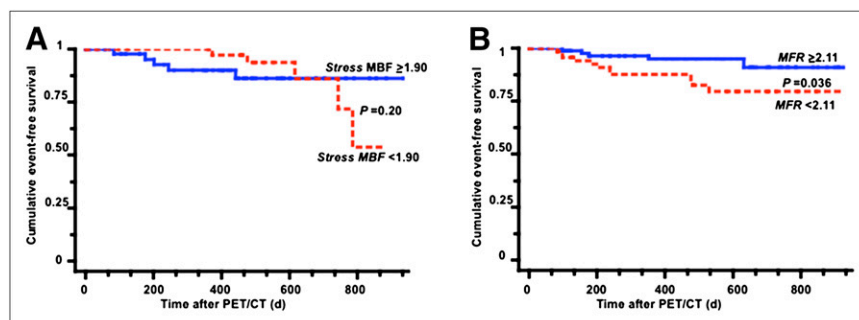 A
Cumulative event-free survival
1
0.75
0.50
0.25
0
Stress MBF ≥1.90
P =0.20
Stress MBF <1.90
0 200 400 600 800
Time after PET/CT (d)
B
Cumulative event-free survival
1
0.75
0.50
0.25
0
MFR ≥2.11
P =0.036
MFR <2.11
0 200 400 600 800
Time after PET/CT (d)